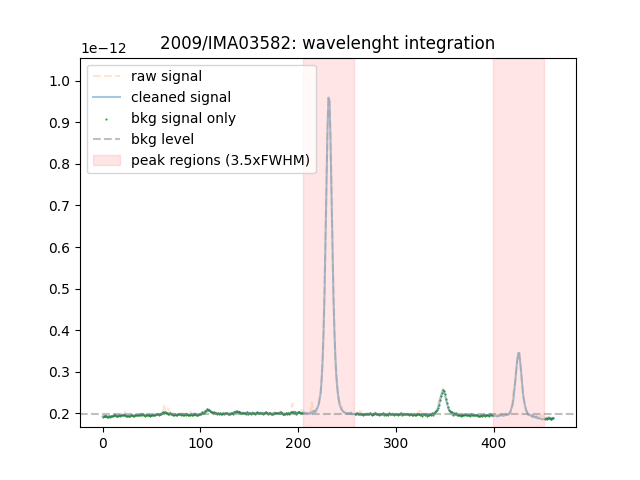 2009/IMA03582: wavelenght integration
1e−12
raw signal
cleaned signal
bkg signal only
bkg level
peak regions (3.5xFWHM)
1.0
0.9
0.8
0.7
0.6
0.5
0.4
0.3
0.2
0 100 200 300 400